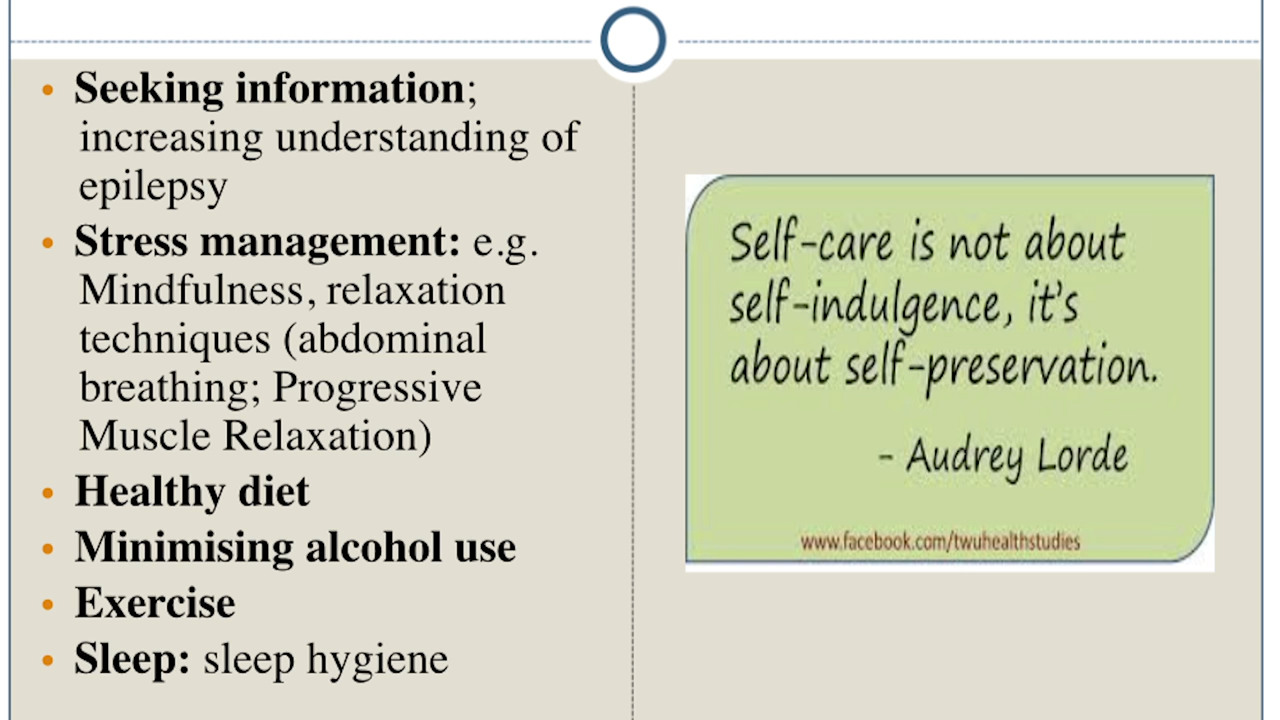 • Seeking information;
increasing understanding of
epilepsy
• Stress management: e.g.
Mindfulness, relaxation
techniques (abdominal
breathing; Progressive
Muscle Relaxation)
• Healthy diet
• Minimising alcohol use
• Exercise
• Sleep: sleep hygiene
Self-care is not about
self-indulgence, it's
about self-preservation.
- Audrey Lorde
www.facebook.com/twuhealthstudies